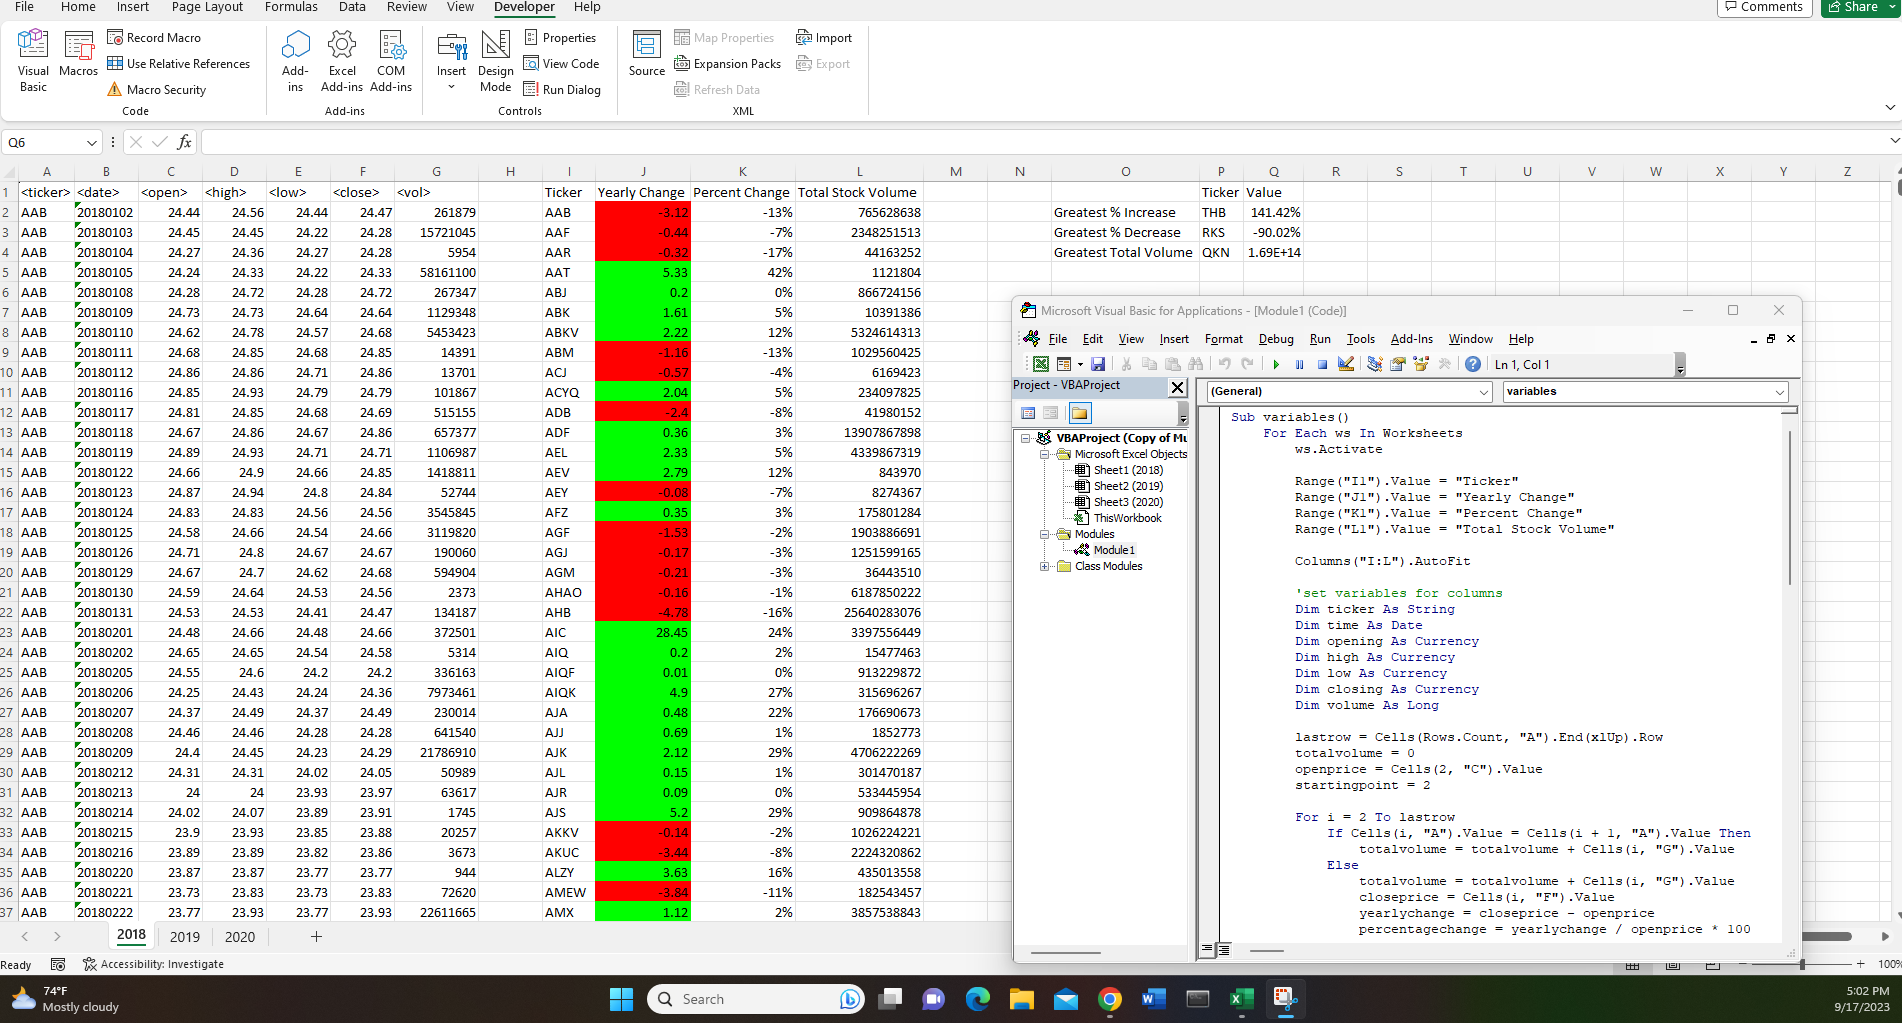 File Home Insert Page Layout Formulas Data Review View Developer Help Comments Share
Visual Basic
Macros
Record Macro
Use Relative References
Macro Security
Code
Add-ins
Excel Add-ins
COM Add-ins
Add-ins
Insert
Design Mode
Properties
View Code
Run Dialog
Controls
Source
Map Properties
Expansion Packs
Refresh Data
Import
Export
XML
Q6 fx
A B C D E F G H I J K L M N O P Q R S T U V W X Y Z
1 <ticker> <date> <open> <high> <low> <close> <vol> Ticker Yearly Change Percent Change Total Stock Volume Ticker Value
2 AAB 20180102 24.44 24.56 24.44 24.47 261879 AAB -3.12 -13% 765628638 Greatest % Increase THB 141.42%
3 AAB 20180103 24.45 24.45 24.22 24.28 15721045 AAF -0.44 -7% 2348251513 Greatest % Decrease RKS -90.02%
4 AAB 20180104 24.27 24.36 24.27 24.28 5954 AAR -0.32 -17% 44163252 Greatest Total Volume QKN 1.69E+14
5 AAB 20180105 24.24 24.33 24.22 24.33 58161100 AAT 5.33 42% 1121804
6 AAB 20180108 24.28 24.72 24.28 24.72 267347 ABJ 0.2 0% 866724156
7 AAB 20180109 24.73 24.73 24.64 24.64 1129348 ABK 1.61 5% 10391386
8 AAB 20180110 24.62 24.78 24.57 24.68 5453423 ABKV 2.22 12% 5324614313
9 AAB 20180111 24.68 24.85 24.68 24.85 14391 ABM -1.16 -13% 1029560425
10 AAB 20180112 24.86 24.86 24.71 24.86 13701 ACJ -0.57 -4% 6169423
11 AAB 20180116 24.85 24.93 24.79 24.79 101867 ACYQ 2.04 5% 234097825
12 AAB 20180117 24.81 24.85 24.68 24.69 515155 ADB -2.4 -8% 41980152
13 AAB 20180118 24.67 24.86 24.67 24.86 657377 ADF 0.36 3% 13907867898
14 AAB 20180119 24.89 24.93 24.71 24.71 1106987 AEL 2.33 5% 4339867319
15 AAB 20180122 24.66 24.9 24.66 24.85 1418811 AEV 2.79 12% 843970
16 AAB 20180123 24.87 24.94 24.8 24.84 52744 AEY -0.08 -7% 8274367
17 AAB 20180124 24.83 24.83 24.56 24.56 3545845 AFZ 0.35 3% 175801284
18 AAB 20180125 24.58 24.66 24.54 24.66 3119820 AGF -1.53 -2% 1903886691
19 AAB 20180126 24.71 24.8 24.67 24.67 190060 AGJ -0.17 -3% 1251599165
20 AAB 20180129 24.67 24.7 24.62 24.68 594904 AGM -0.21 -3% 36443510
21 AAB 20180130 24.59 24.64 24.53 24.56 2373 AHAO -0.16 -1% 6187850222
22 AAB 20180131 24.53 24.53 24.41 24.47 134187 AHB -4.78 -16% 25640283076
23 AAB 20180201 24.48 24.66 24.48 24.66 372501 AIC 28.45 24% 3397556449
24 AAB 20180202 24.65 24.65 24.54 24.58 5314 AIQ 0.2 2% 15477463
25 AAB 20180205 24.55 24.6 24.2 24.2 336163 AIQF 0.01 0% 913229872
26 AAB 20180206 24.25 24.43 24.24 24.36 7973461 AIQK 4.9 27% 315696267
27 AAB 20180207 24.37 24.49 24.37 24.49 230014 AJA 0.48 22% 176690673
28 AAB 20180208 24.46 24.46 24.28 24.28 641540 AJJ 0.69 1% 1852773
29 AAB 20180209 24.4 24.45 24.23 24.29 21786910 AJK 2.12 29% 4706222269
30 AAB 20180212 24.31 24.31 24.02 24.05 50989 AJL 0.15 1% 301470187
31 AAB 20180213 24 24 23.93 23.97 63617 AJR 0.09 0% 533445954
32 AAB 20180214 24.02 24.07 23.89 23.91 1745 AJS 5.2 29% 909864878
33 AAB 20180215 23.9 23.93 23.85 23.88 20257 AKKV -0.14 -2% 1026224221
34 AAB 20180216 23.89 23.89 23.82 23.86 3673 AKUC -3.44 -8% 2224320862
35 AAB 20180220 23.87 23.87 23.77 23.77 944 ALZY 3.63 16% 435013558
36 AAB 20180221 23.73 23.83 23.73 23.83 72620 AMEW -3.84 -11% 182543457
37 AAB 20180222 23.77 23.93 23.77 23.93 22611665 AMX 1.12 2% 3857538843
Microsoft Visual Basic for Applications - [Module1 (Code)]
File Edit View Insert Format Debug Run Tools Add-Ins Window Help
Ln 1, Col 1
Project - VBAProject
VBAProject (Copy of Mu
Microsoft Excel Objects
Sheet1 (2018)
Sheet2 (2019)
Sheet3 (2020)
ThisWorkbook
Modules
Module1
Class Modules
(General) variables
Sub variables()
For Each ws In Worksheets
ws.Activate
Range("I1").Value = "Ticker"
Range("J1").Value = "Yearly Change"
Range("K1").Value = "Percent Change"
Range("L1").Value = "Total Stock Volume"
Columns("I:L").AutoFit
'set variables for columns
Dim ticker As String
Dim time As Date
Dim opening As Currency
Dim high As Currency
Dim low As Currency
Dim closing As Currency
Dim volume As Long
lastrow = Cells(Rows.Count, "A").End(xlUp).Row
totalvolume = 0
openprice = Cells(2, "C").Value
startingpoint = 2
For i = 2 To lastrow
If Cells(i, "A").Value = Cells(i + 1, "A").Value Then
totalvolume = totalvolume + Cells(i, "G").Value
Else
totalvolume = totalvolume + Cells(i, "G").Value
closeprice = Cells(i, "F").Value
yearlychange = closeprice - openprice
percentagechange = yearlychange / openprice * 100
2018 2019 2020
Ready Accessibility: Investigate 100%
74°F
Mostly cloudy
Search
5:02 PM
9/17/2023